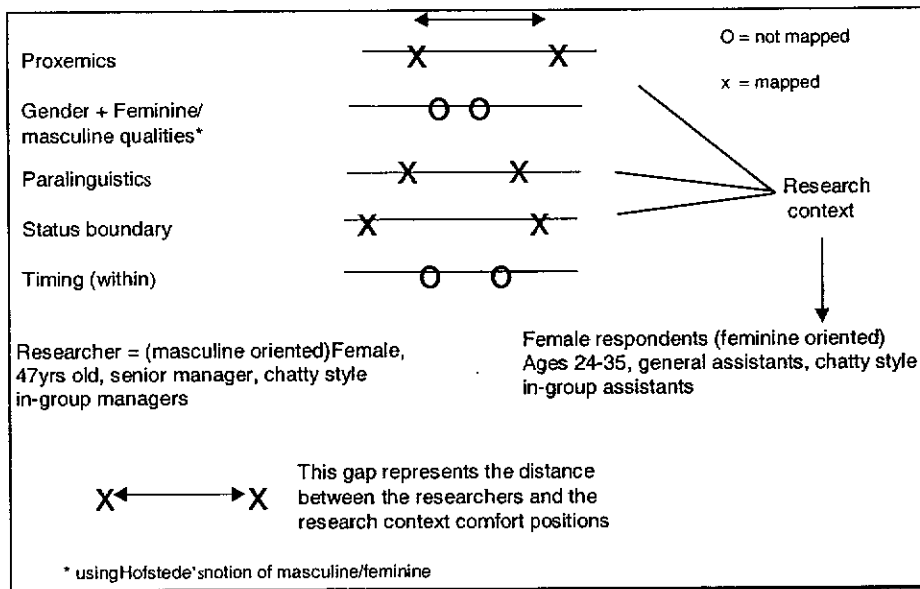 O = not mapped
Proxemics X X
x = mapped
Gender + Feminine/
masculine qualities*
O O
Paralinguistics X X
Research
context
Status boundary X X
Timing (within) O O
Researcher = (masculine oriented)Female,
47yrs old, senior manager, chatty style
in-group managers
Female respondents (feminine oriented)
Ages 24-35, general assistants, chatty style
in-group assistants
X X
This gap represents the distance
between the researchers and the
research context comfort positions
* usingHofstede'snotion of masculine/feminine